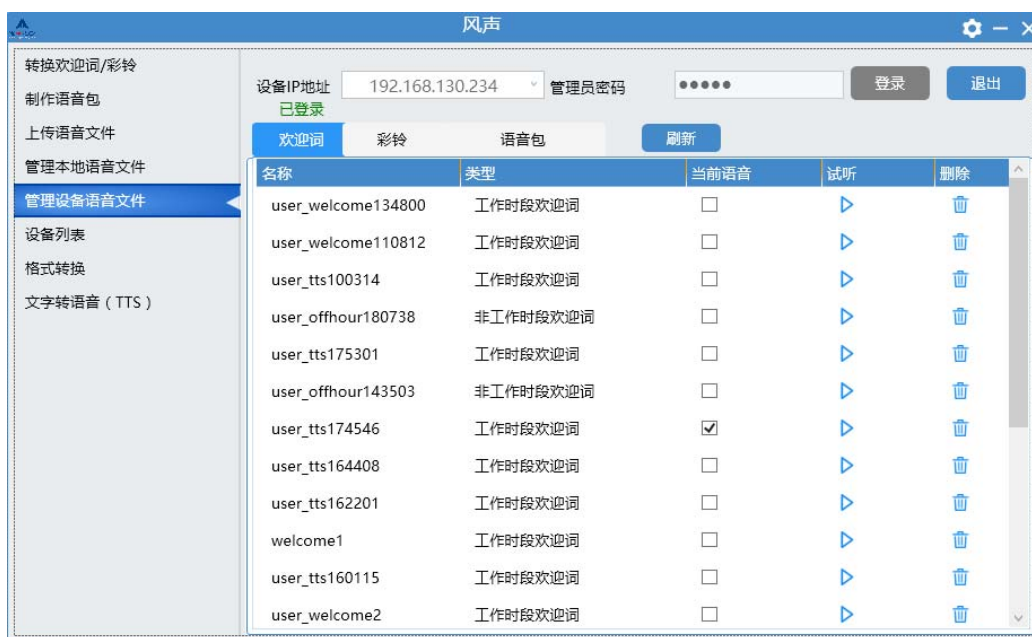 风声
转换欢迎词/彩铃
制作语音包
上传语音文件
管理本地语音文件
管理设备语音文件
设备列表
格式转换
文字转语音（TTS）
设备IP地址 192.168.130.234 管理员密码 ●●●●● 登录 退出
已登录
欢迎词 彩铃 语音包 刷新
名称 类型 当前语音 试听 删除
user_welcome134800 工作时段欢迎词
user_welcome110812 工作时段欢迎词
user_tts100314 工作时段欢迎词
user_offhour180738 非工作时段欢迎词
user_tts175301 工作时段欢迎词
user_offhour143503 非工作时段欢迎词
user_tts174546 工作时段欢迎词
user_tts164408 工作时段欢迎词
user_tts162201 工作时段欢迎词
welcome1 工作时段欢迎词
user_tts160115 工作时段欢迎词
user_welcome2 工作时段欢迎词